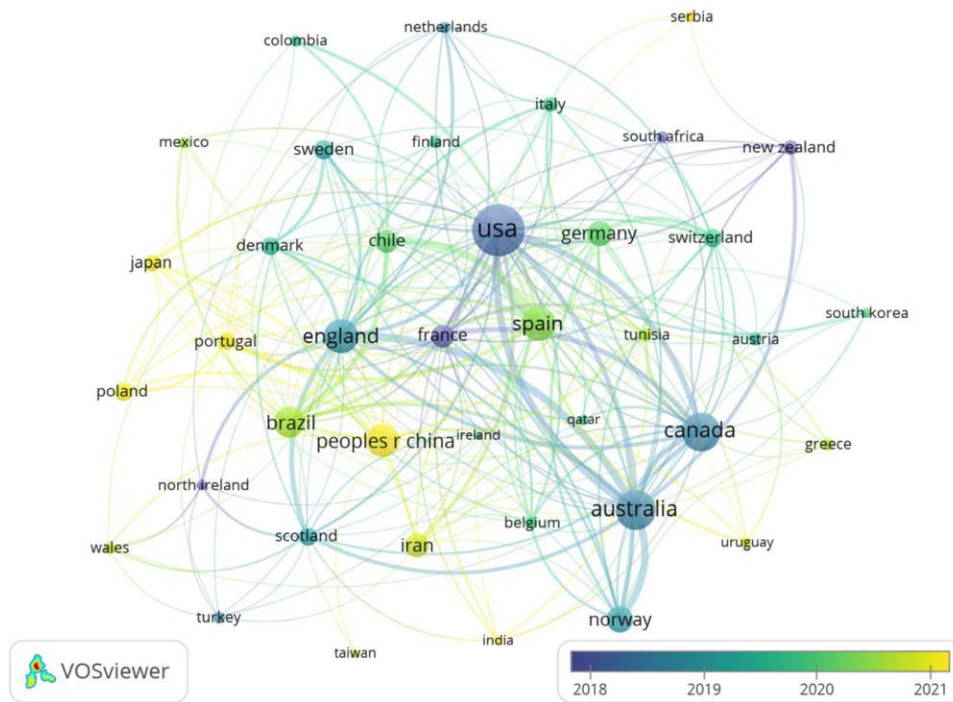 serbia
netherlands
colombia
italy
mexico
finland
south africa
sweden
new zealand
usa
germany
switzerland
denmark
chile
japan
south korea
spain
england
france
tunisia
austria
portugal
poland
brazil
qatar
canada
peoples r china
ireland
greece
north ireland
australia
belgium
scotland
iran
uruguay
wales
turkey
norway
india
taiwan
VOSviewer
2018
2019
2020
2021